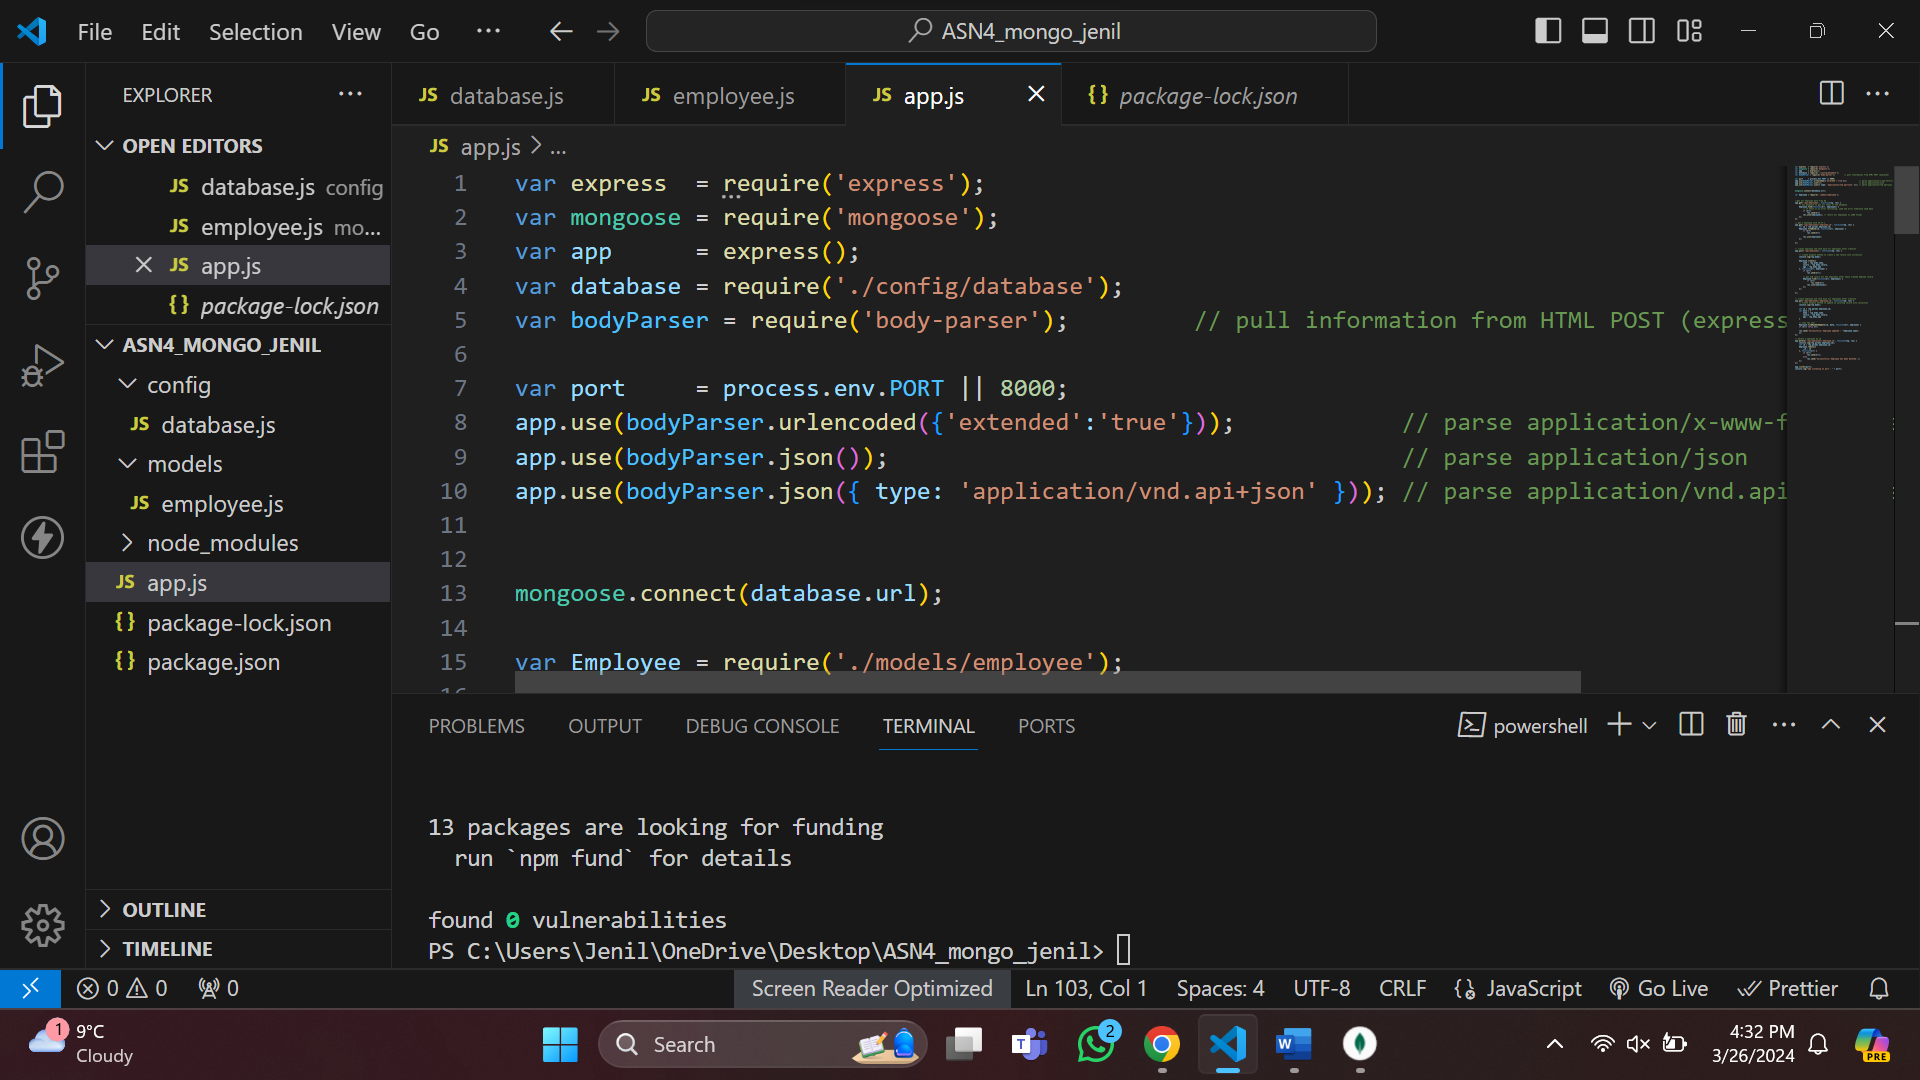 File Edit Selection View Go ... ASN4_mongo_jenil
EXPLORER ...
OPEN EDITORS
JS database.js config
JS employee.js mo...
JS app.js
{} package-lock.json
ASN4_MONGO_JENIL
config
JS database.js
models
JS employee.js
node_modules
JS app.js
{} package-lock.json
{} package.json
OUTLINE
TIMELINE
JS database.js JS employee.js JS app.js {} package-lock.json
JS app.js > ...
1 var express  = require('express');
2 var mongoose = require('mongoose');
3 var app      = express();
4 var database = require('./config/database');
5 var bodyParser = require('body-parser');         // pull information from HTML POST (express
6
7 var port     = process.env.PORT || 8000;
8 app.use(bodyParser.urlencoded({'extended':'true'}));            // parse application/x-www-f
9 app.use(bodyParser.json());                                     // parse application/json
10 app.use(bodyParser.json({ type: 'application/vnd.api+json' })); // parse application/vnd.api
11
12
13 mongoose.connect(database.url);
14
15 var Employee = require('./models/employee');
16
PROBLEMS OUTPUT DEBUG CONSOLE TERMINAL PORTS powershell
13 packages are looking for funding
run `npm fund` for details
found 0 vulnerabilities
PS C:\Users\Jenil\OneDrive\Desktop\ASN4_mongo_jenil>
0 0 0 Screen Reader Optimized Ln 103, Col 1 Spaces: 4 UTF-8 CRLF {} JavaScript Go Live Prettier
1 9°C
Cloudy
Search
T
2
W
4:32 PM
3/26/2024
PRE